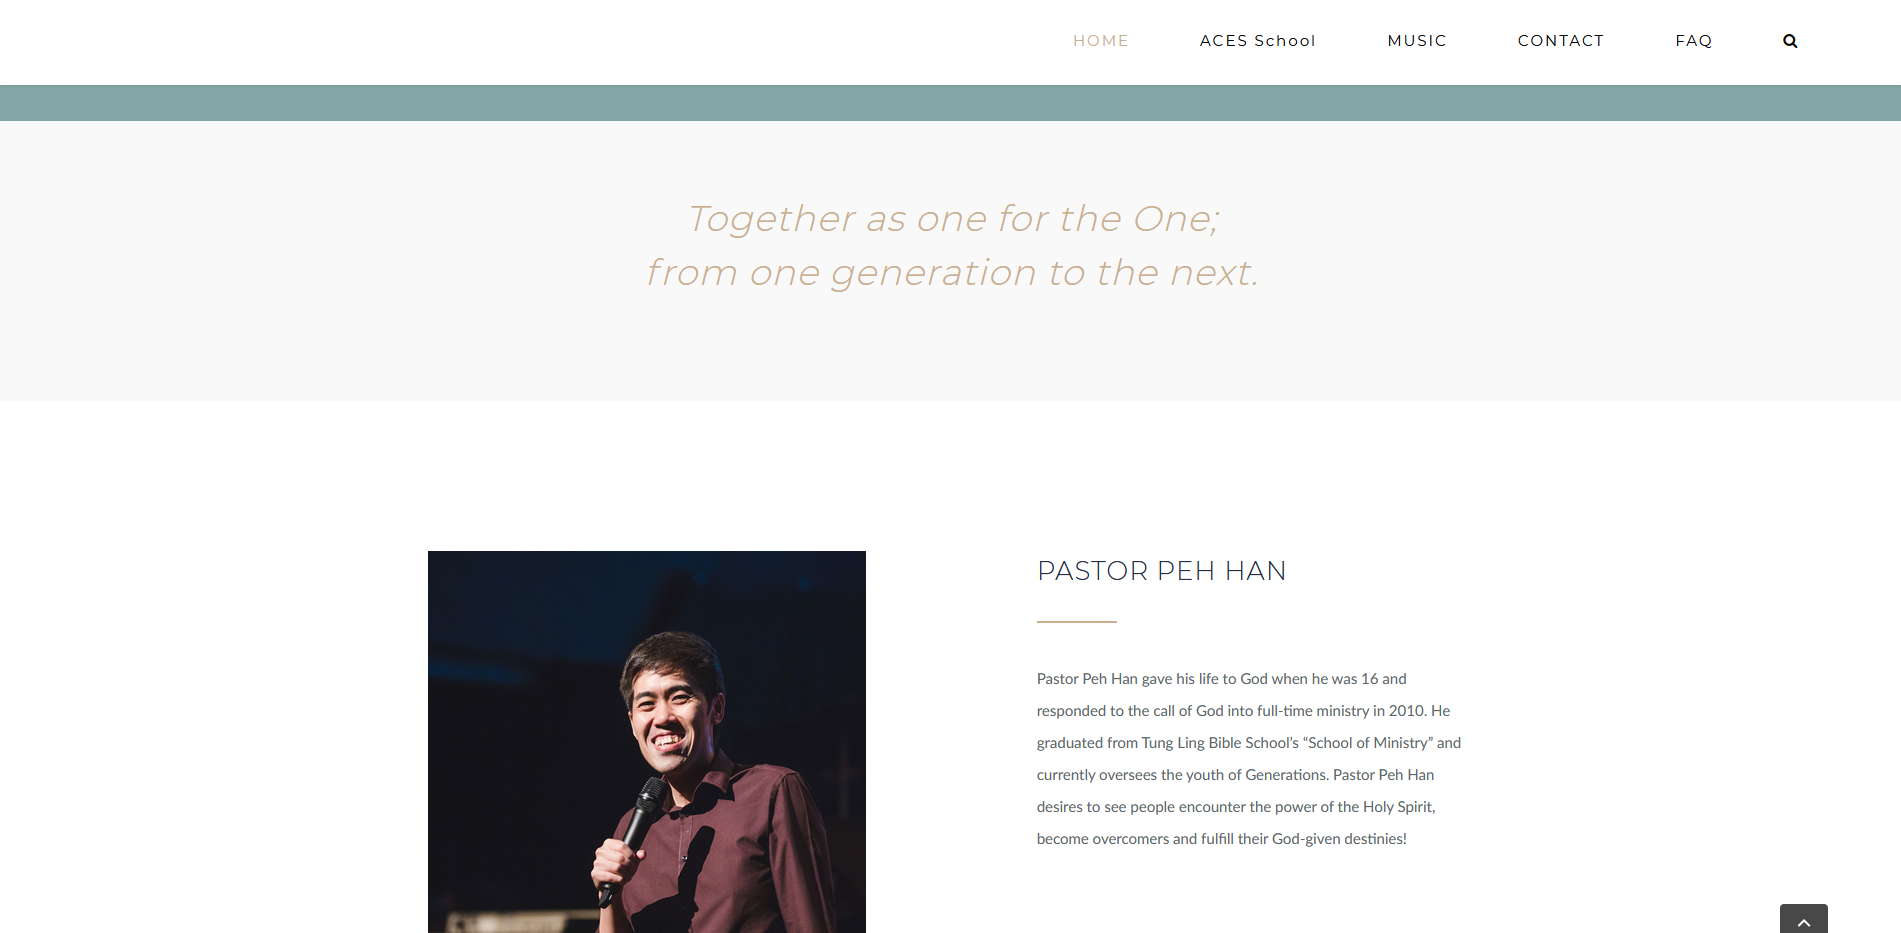 HOME
ACES School
MUSIC
CONTACT
FAQ
Together as one for the One;
from one generation to the next.
PASTOR PEH HAN
Pastor Peh Han gave his life to God when he was 16 and
responded to the call of God into full-time ministry in 2010. He
graduated from Tung Ling Bible School’s “School of Ministry” and
currently oversees the youth of Generations. Pastor Peh Han
desires to see people encounter the power of the Holy Spirit,
become overcomers and fulfill their God-given destinies!